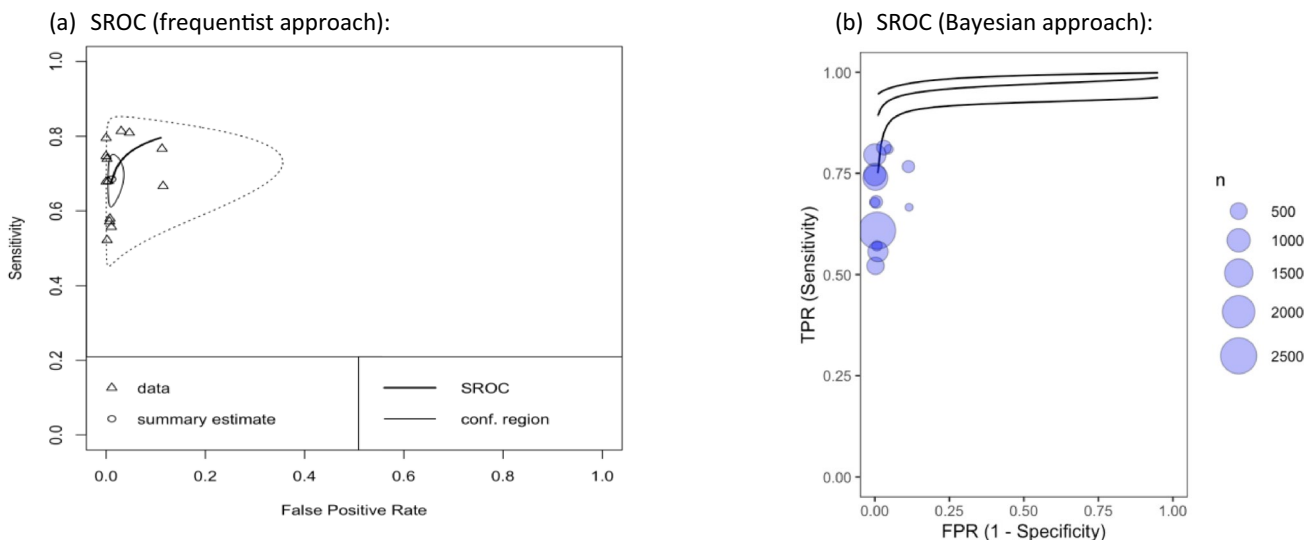 (a) SROC (frequentist approach):
1.0
0.8
0.6
0.4
0.2
0.0
Sensitivity
data
summary estimate
SROC
conf. region
0.0 0.2 0.4 0.6 0.8 1.0
False Positive Rate
(b) SROC (Bayesian approach):
1.00
0.75
0.50
0.25
0.00
TPR (Sensitivity)
0.00 0.25 0.50 0.75 1.00
FPR (1 - Specificity)
n
500
1000
1500
2000
2500